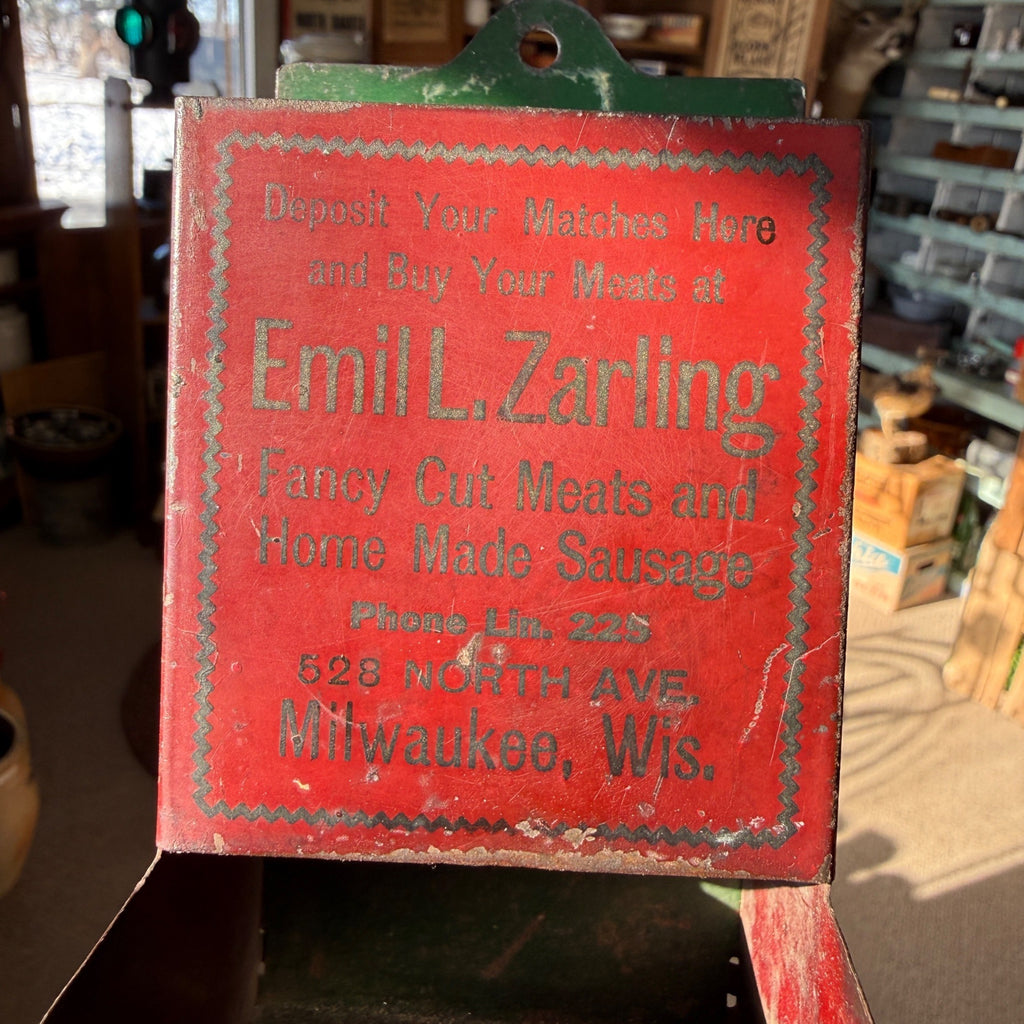 Deposit Your Matches Here
and Buy Your Meats at
Emil L. Zarling
Fancy Cut Meats and
Home Made Sausage
Phone Lin. 225
528 NORTH AVE.
Milwaukee, Wis.